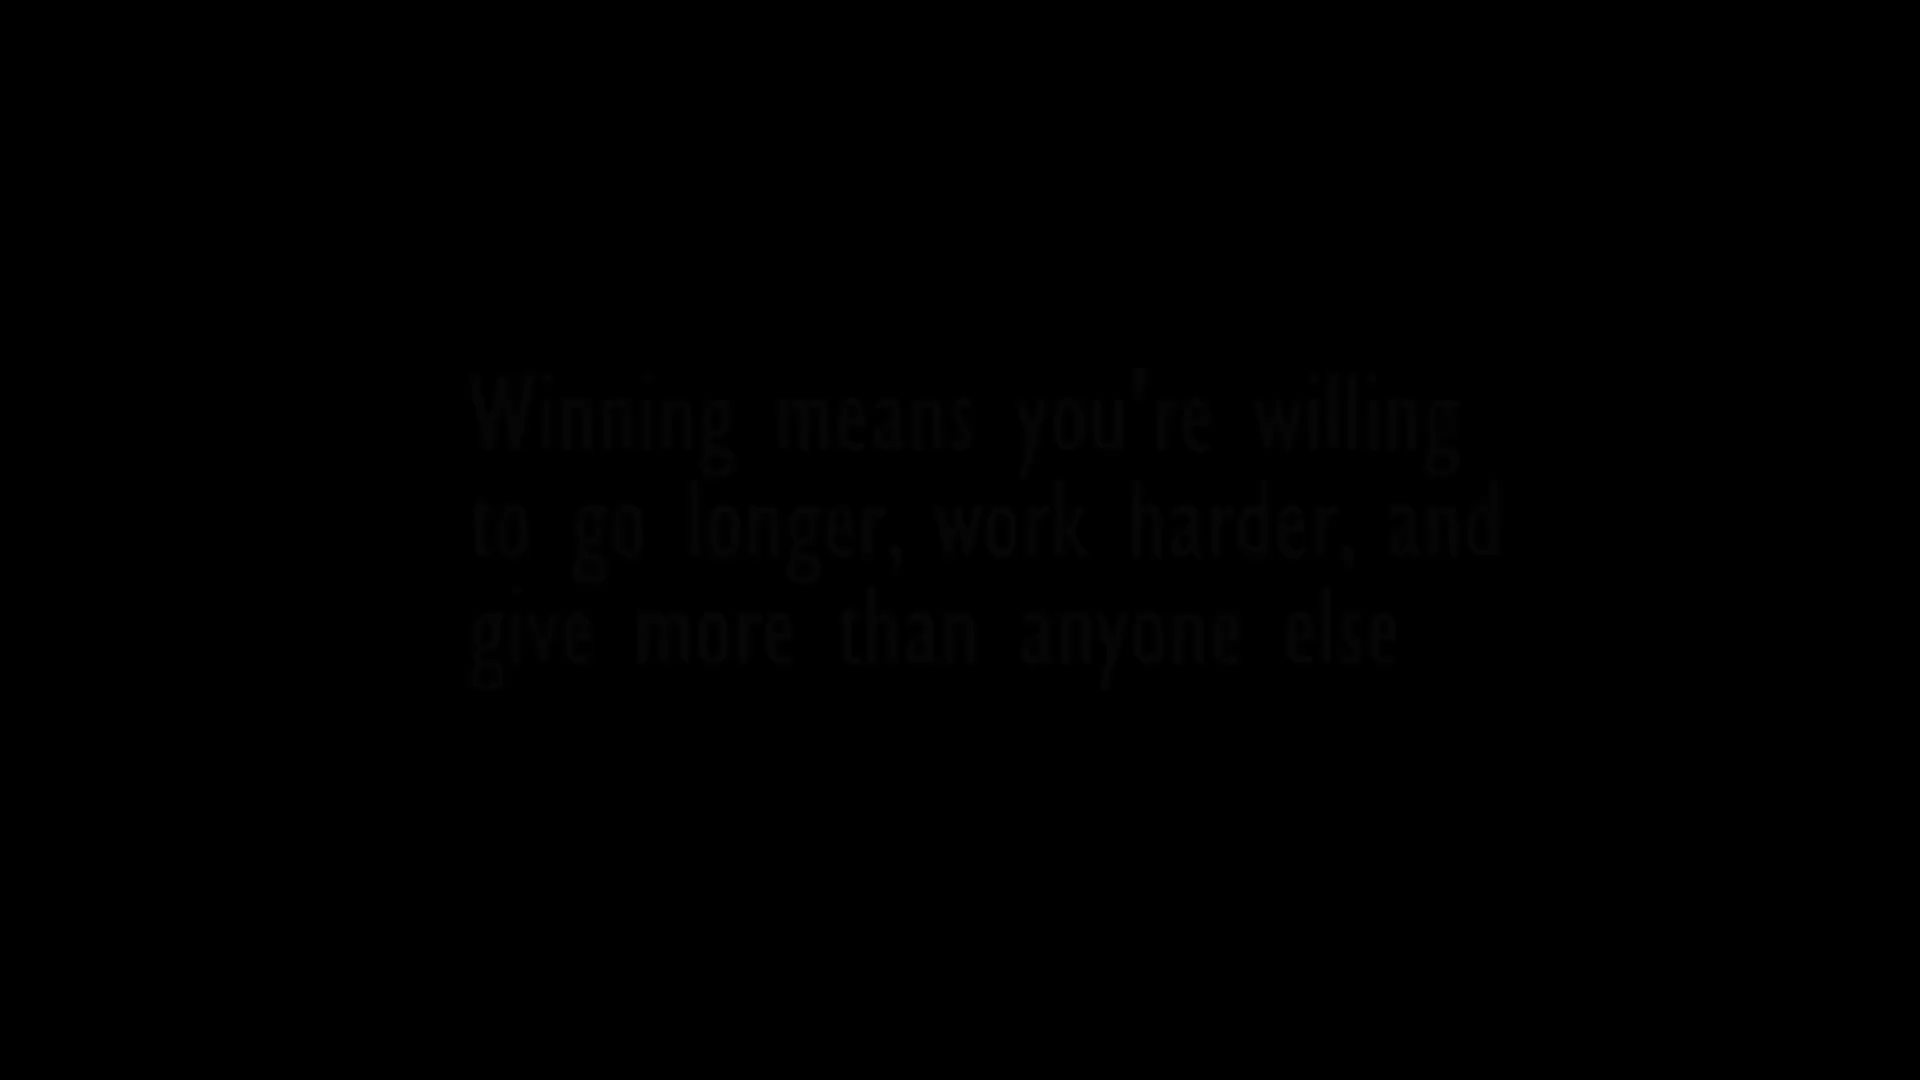 Winning means you're willing
to go longer, work harder, and
give more than anyone else